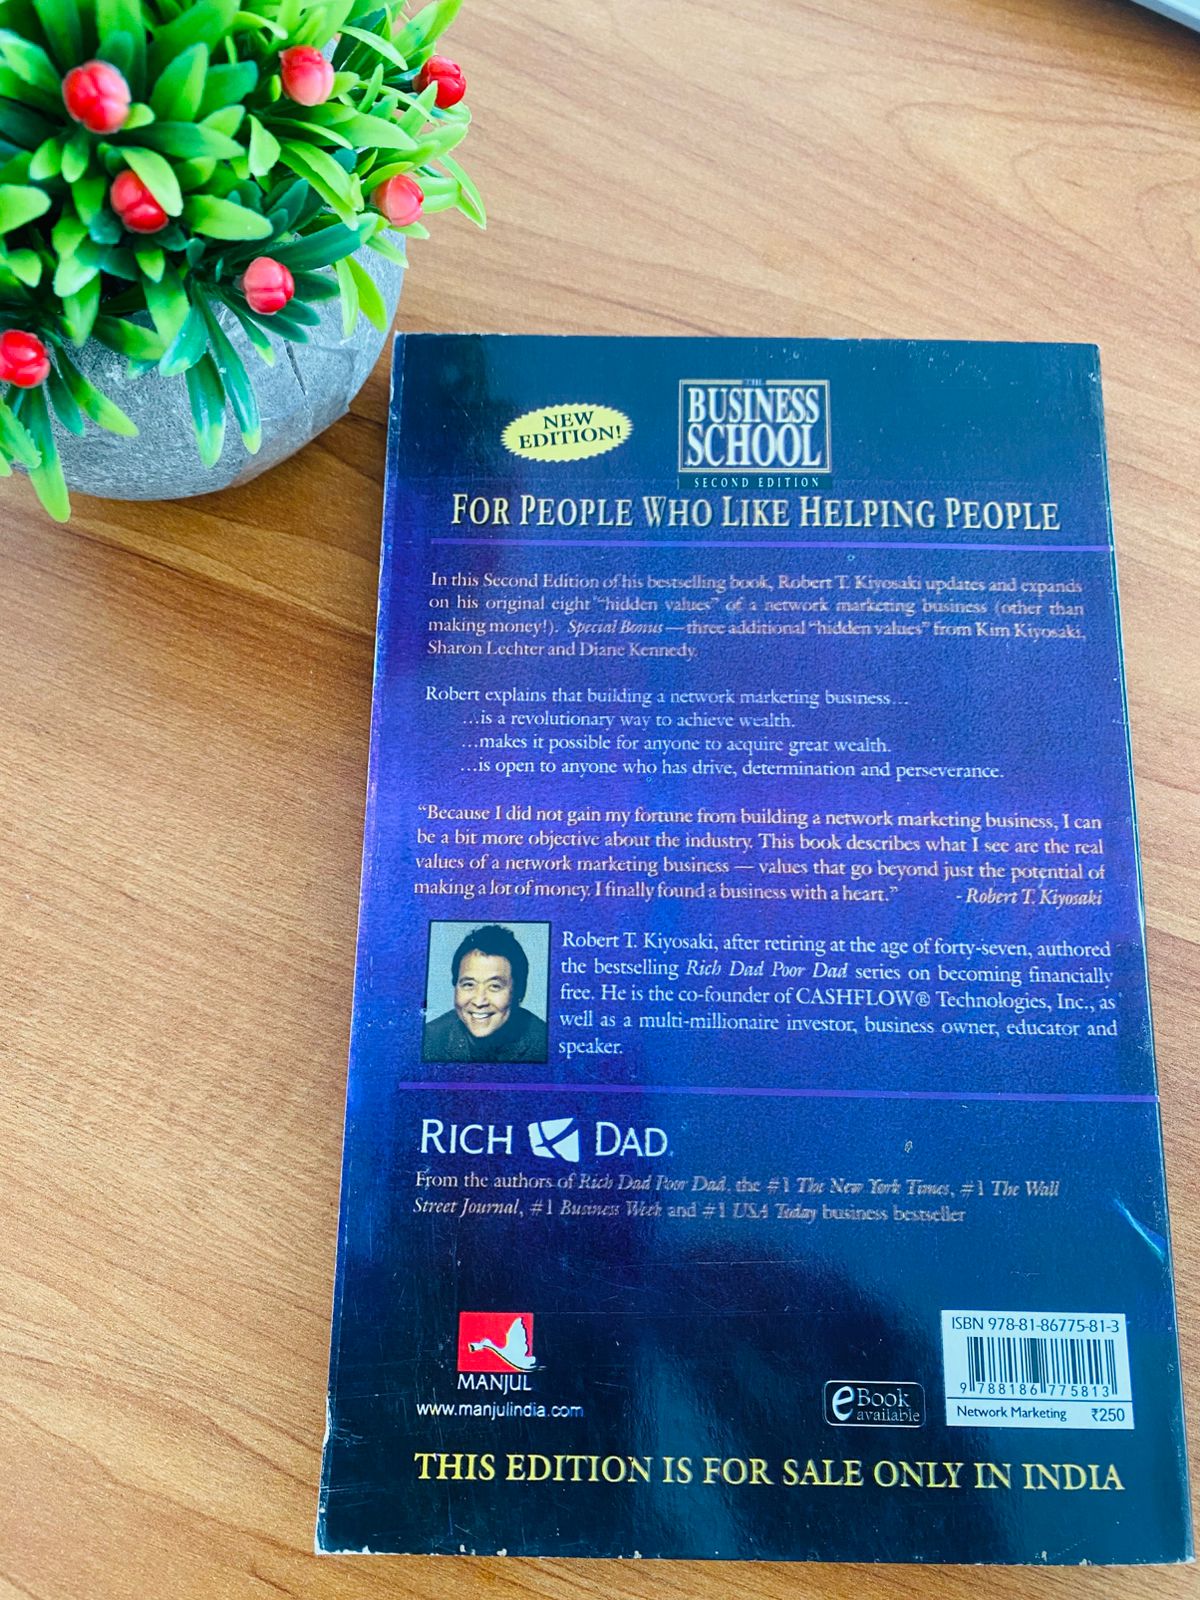 NEW
EDITION!
THE
BUSINESS
SCHOOL
SECOND EDITION
FOR PEOPLE WHO LIKE HELPING PEOPLE
In this Second Edition of his bestselling book, Robert T. Kiyosaki updates and expands
on his original eight "hidden values" of a network marketing business (other than
making money!). Special Bonus — three additional "hidden values" from Kim Kiyosaki,
Sharon Lechter and Diane Kennedy.
Robert explains that building a network marketing business...
...is a revolutionary way to achieve wealth.
...makes it possible for anyone to acquire great wealth.
...is open to anyone who has drive, determination and perseverance.
"Because I did not gain my fortune from building a network marketing business, I can
be a bit more objective about the industry. This book describes what I see are the real
values of a network marketing business — values that go beyond just the potential of
making a lot of money. I finally found a business with a heart."    - Robert T. Kiyosaki
Robert T. Kiyosaki, after retiring at the age of forty-seven, authored
the bestselling Rich Dad Poor Dad series on becoming financially
free. He is the co-founder of CASHFLOW® Technologies, Inc., as
well as a multi-millionaire investor, business owner, educator and
speaker.
RICH DAD
From the authors of Rich Dad Poor Dad, the #1 The New York Times, #1 The Wall
Street Journal, #1 Business Week and #1 USA Today business bestseller
MANJUL
www.manjulindia.com
eBook
available
ISBN 978-81-86775-81-3
9 788186 775813
Network Marketing ₹250
THIS EDITION IS FOR SALE ONLY IN INDIA